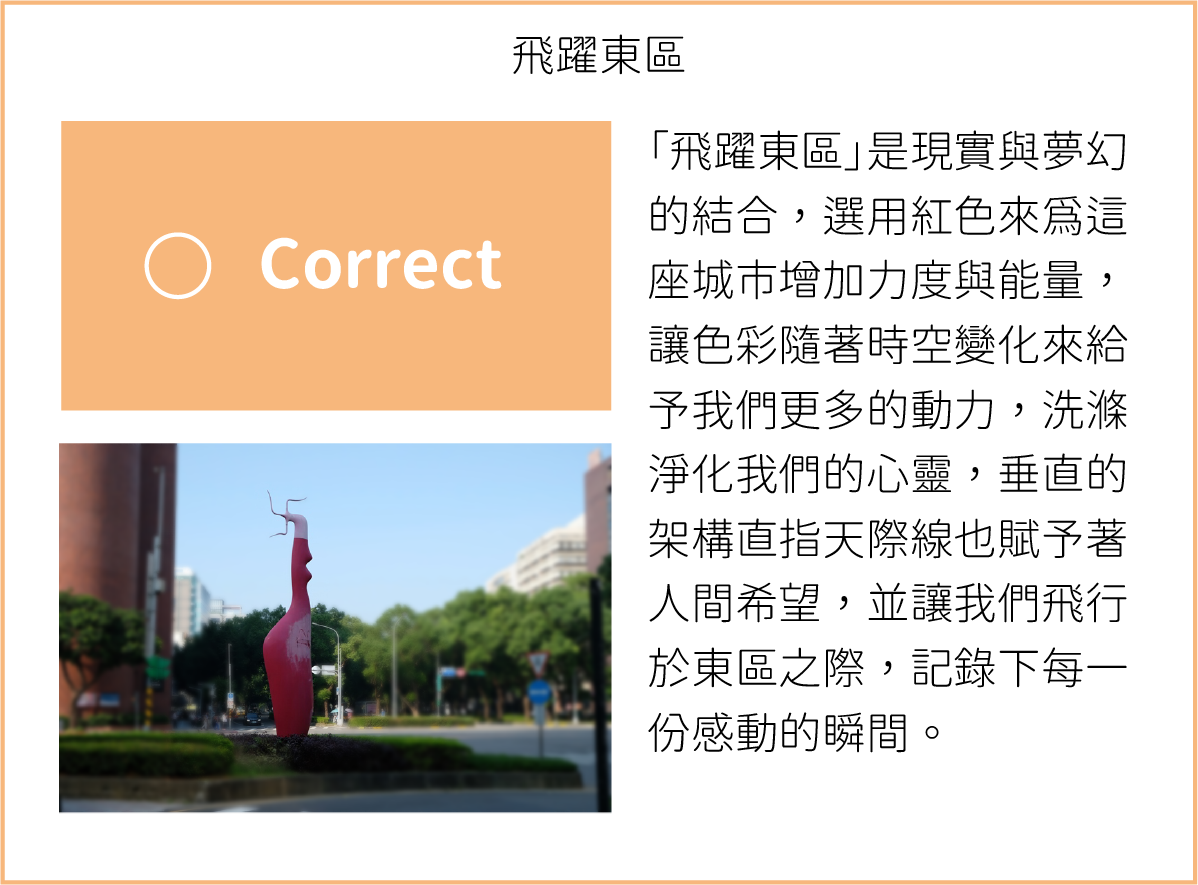 飛躍東區
Correct
「飛躍東區」是現實與夢幻
的結合，選用紅色來為這
座城市增加力度與能量，
讓色彩隨著時空變化來給
予我們更多的動力，洗滌
淨化我們的心靈，垂直的
架構直指天際線也賦予著
人間希望，並讓我們飛行
於東區之際，記錄下每一
份感動的瞬間。